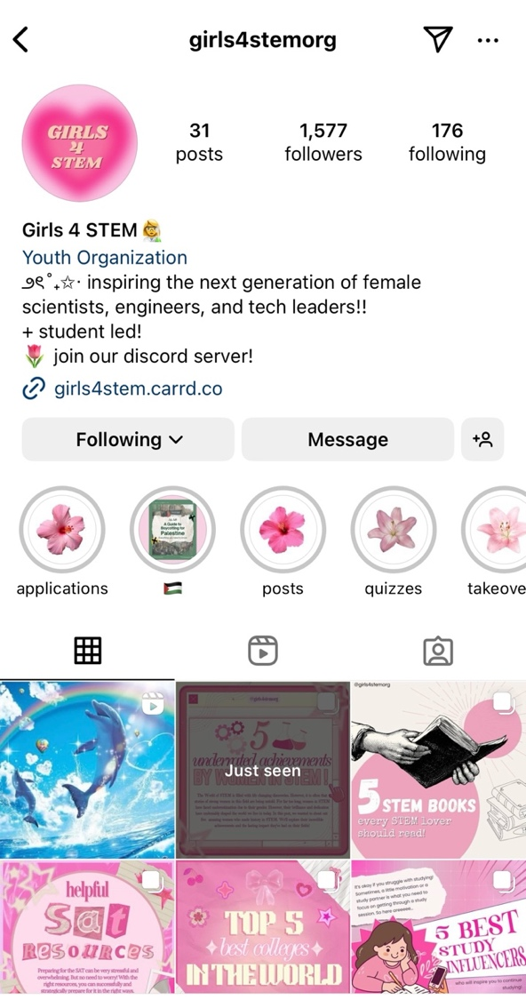 girls4stemorg
GIRLS
4
STEM
31
posts
1,577
followers
176
following
Girls 4 STEM 👩‍🔬
Youth Organization
౨ৎ˚₊☆· inspiring the next generation of female
scientists, engineers, and tech leaders!!
+ student led!
🌷 join our discord server!
girls4stem.carrd.co
Following
Message
A Guide to
Boycotting for
Palestine
applications
🇵🇸
posts
quizzes
takeove
5
underrated achievements
BY WOMEN IN STEM!
Just seen
@girls4stemorg
5 STEM BOOKS
every STEM lover
should read!
helpful
Sat
RESOURCES
Preparing for the SAT can be very stressful and
overwhelming. But no need to worry! With the
right resources, you can successfully and
strategically prepare for it in the right ways.
TOP 5
best colleges
IN THE WORLD
It's okay if you struggle with studying!
Sometimes, a little motivation or a
study partner is what you need to
focus on getting through a study
session. So here areeeee..
5 BEST
STUDY
INFLUENCERS
who will inspire you to continue
studying!